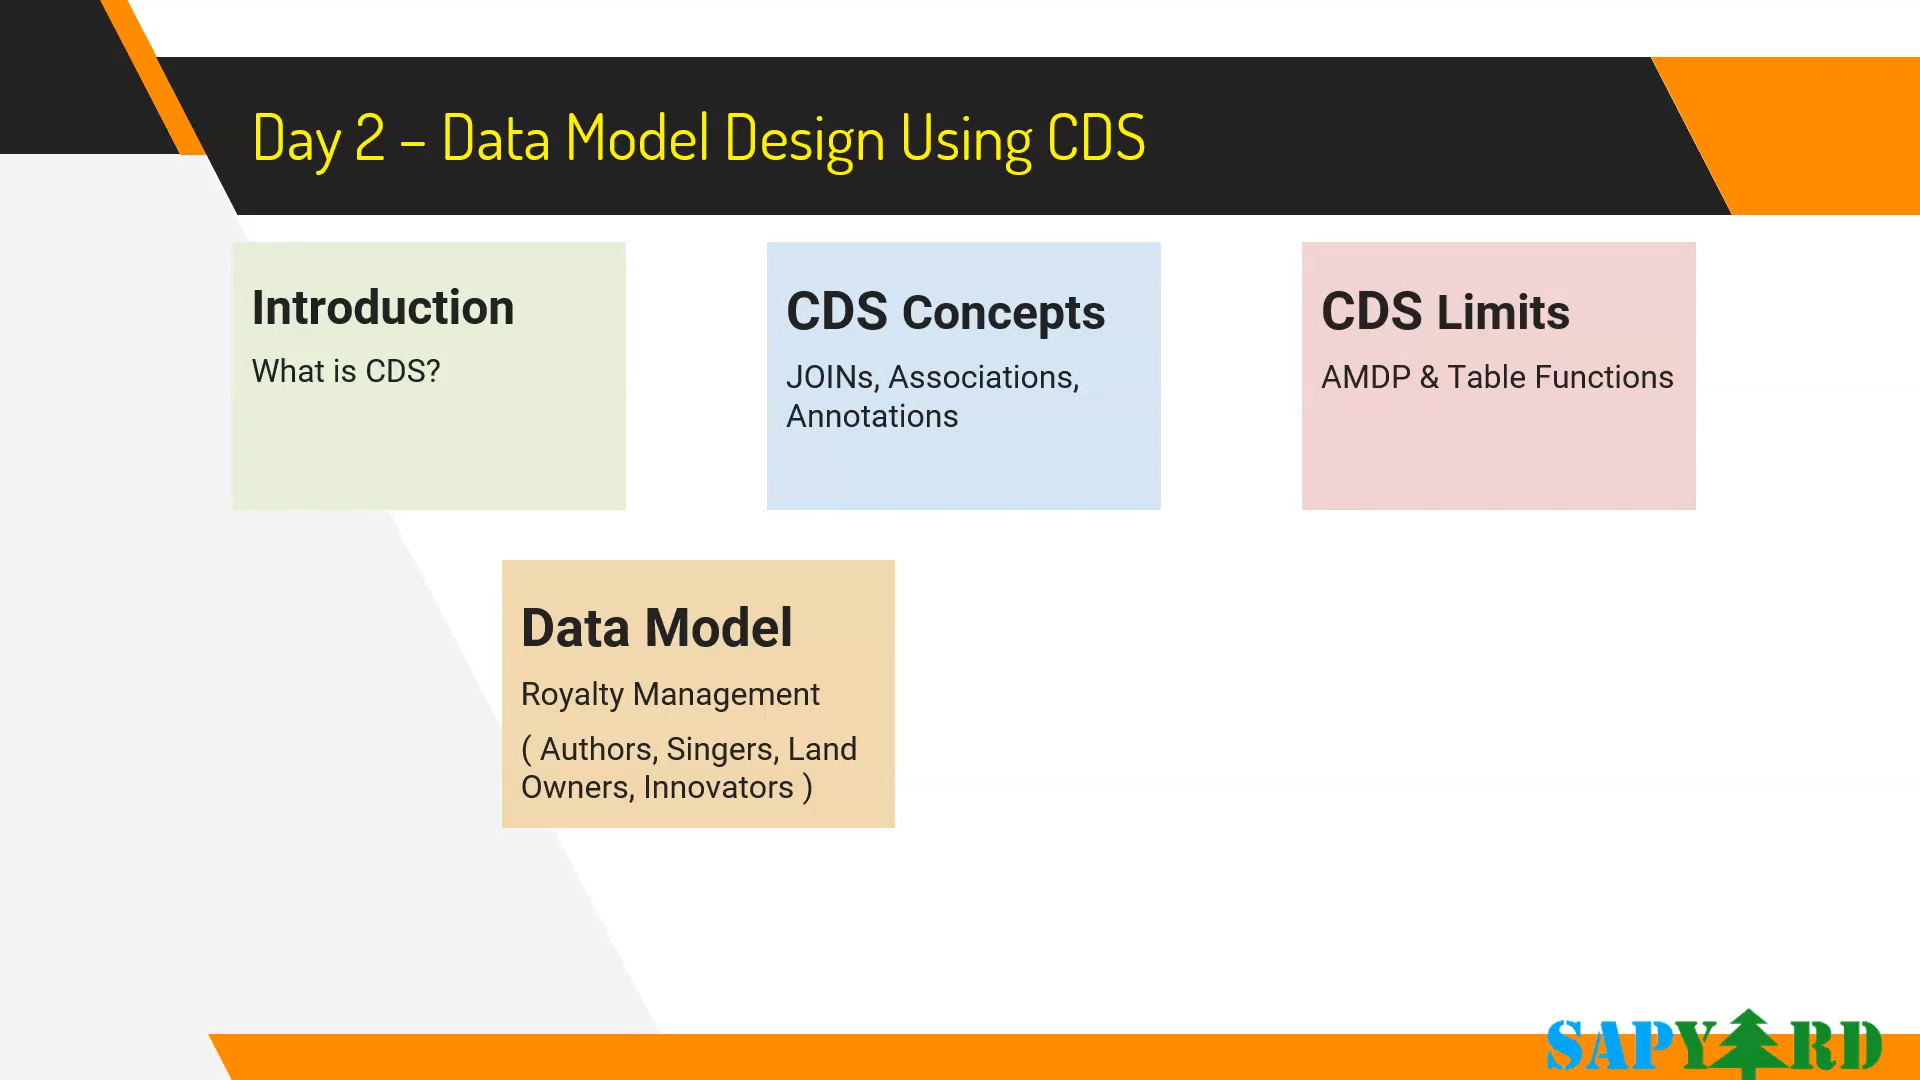 Day 2 – Data Model Design Using CDS
Introduction
What is CDS?
CDS Concepts
JOINs, Associations,
Annotations
CDS Limits
AMDP & Table Functions
Data Model
Royalty Management
( Authors, Singers, Land
Owners, Innovators )
SAPYARD